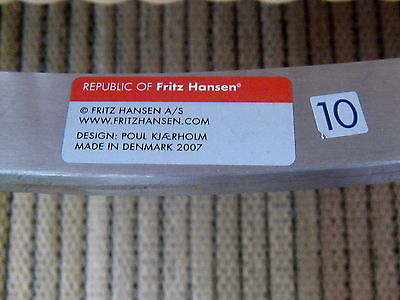 REPUBLIC OF Fritz Hansen®
© FRITZ HANSEN A/S
WWW.FRITZHANSEN.COM
DESIGN: POUL KJÆRHOLM
MADE IN DENMARK 2007
10